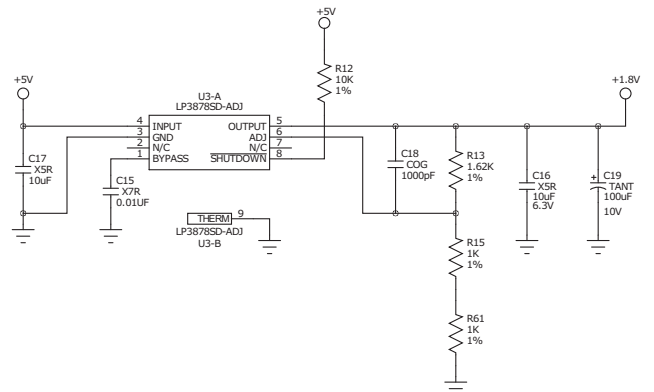 +5V
R12
10K
1%
+5V
U3-A
LP3878SD-ADJ
+1.8V
4 INPUT OUTPUT 5
3 GND ADJ 6
2 N/C N/C 7
1 BYPASS SHUTDOWN 8
C17
X5R
10uF
C15
X7R
0.01UF
C18
COG
1000pF
R13
1.62K
1%
C16
X5R
10uF
6.3V
+
C19
TANT
100uF
10V
THERM 9
LP3878SD-ADJ
U3-B
R15
1K
1%
R61
1K
1%